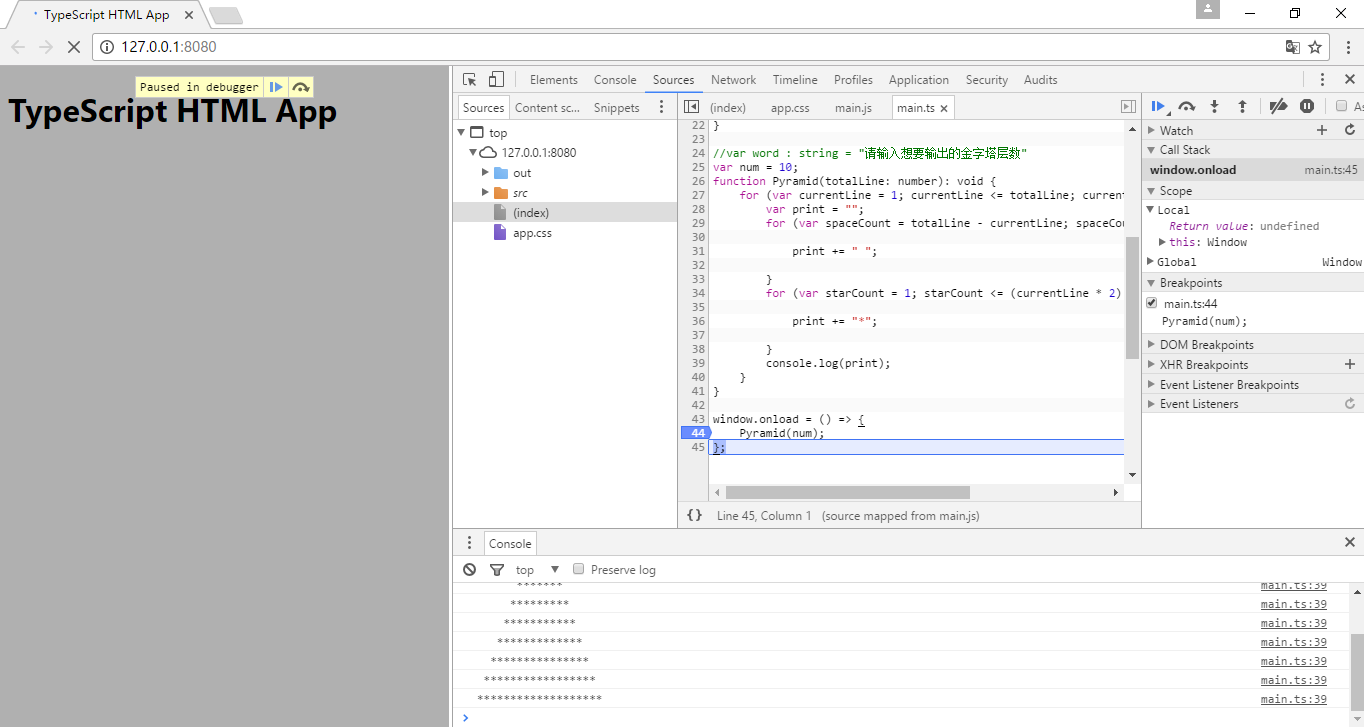 TypeScript HTML App
127.0.0.1:8080
Paused in debugger
TypeScript HTML App
Elements Console Sources Network Timeline Profiles Application Security Audits
Sources Content sc... Snippets
top
127.0.0.1:8080
out
src
(index)
app.css
(index) app.css main.js main.ts
22 }
23
24 //var word : string = "请输入想要输出的金字塔层数"
25 var num = 10;
26 function Pyramid(totalLine: number): void {
27 for (var currentLine = 1; currentLine <= totalLine; curren
28 var print = "";
29 for (var spaceCount = totalLine - currentLine; spaceCou
30
31 print += " ";
32
33 }
34 for (var starCount = 1; starCount <= (currentLine * 2)
35
36 print += "*";
37
38 }
39 console.log(print);
40 }
41 }
42
43 window.onload = () => {
44 Pyramid(num);
45 };
{} Line 45, Column 1 (source mapped from main.js)
As
Watch
Call Stack
window.onload main.ts:45
Scope
Local
Return value: undefined
this: Window
Global Window
Breakpoints
main.ts:44
Pyramid(num);
DOM Breakpoints
XHR Breakpoints
Event Listener Breakpoints
Event Listeners
Console
top Preserve log
******* main.ts:39
********* main.ts:39
*********** main.ts:39
************* main.ts:39
*************** main.ts:39
***************** main.ts:39
******************* main.ts:39